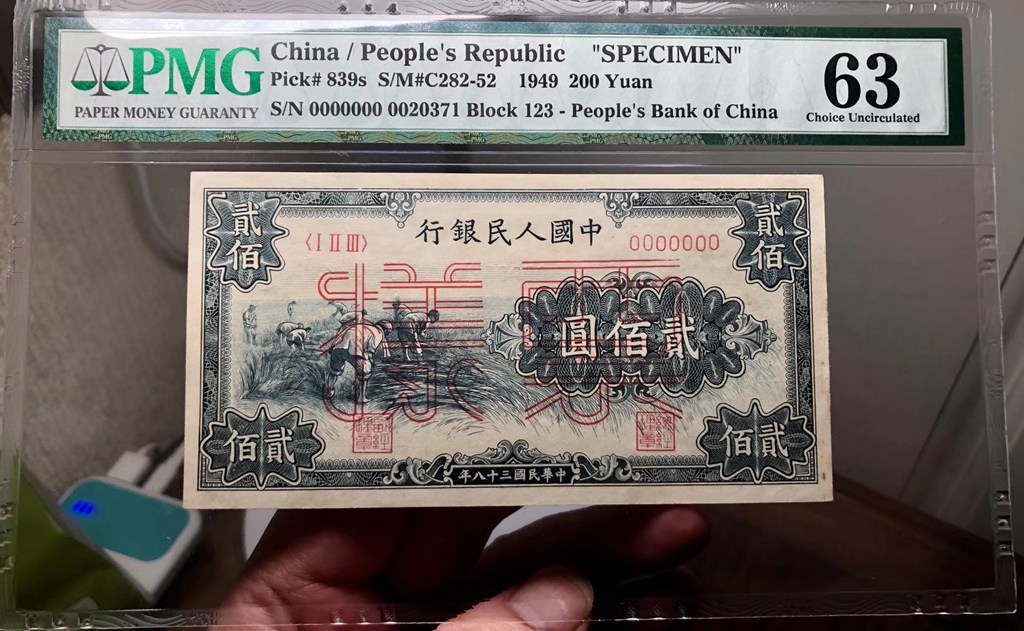 PMG
PAPER MONEY GUARANTY
China / People's Republic "SPECIMEN"
Pick# 839s S/M#C282-52 1949 200 Yuan
S/N 0000000 0020371 Block 123 - People's Bank of China
63
Choice Uncirculated
貳佰
行銀民人國中
貳佰
〈I II III〉
0000000
樣票
圓佰貳
佰貳
佰貳
年八十三國民華中